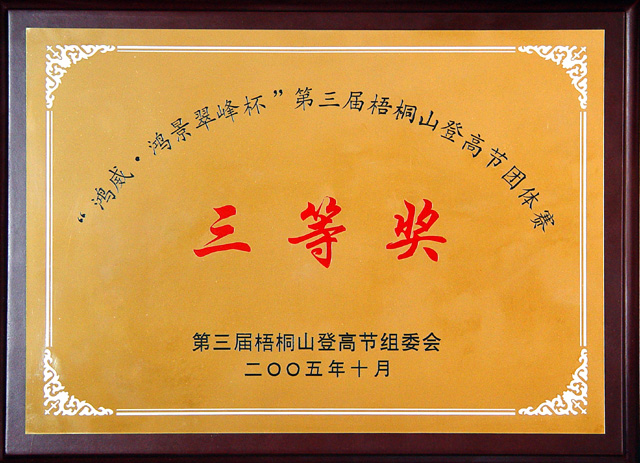 “鸿威·鸿景翠峰杯”第三届梧桐山登高节团体赛
三等奖
第三届梧桐山登高节组委会
二〇〇五年十月